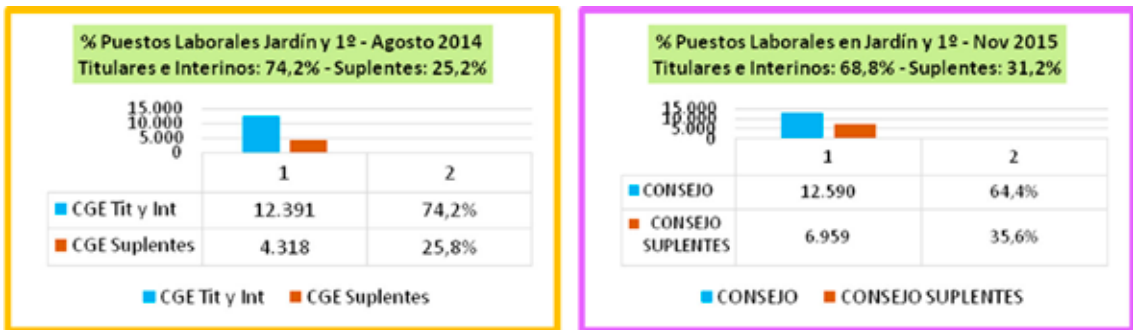 % Puestos Laborales Jardín y 1º - Agosto 2014
Titulares e Interinos: 74,2% - Suplentes: 25,2%
15.000
10.000
5.000
0
1 2
CGE Tit y Int 12.391 74,2%
CGE Suplentes 4.318 25,8%
CGE Tit y Int CGE Suplentes
% Puestos Laborales en Jardín y 1º - Nov 2015
Titulares e Interinos: 68,8% - Suplentes: 31,2%
15.000
10.000
5.000
0
1 2
CONSEJO 12.590 64,4%
CONSEJO
SUPLENTES 6.959 35,6%
CONSEJO CONSEJO SUPLENTES